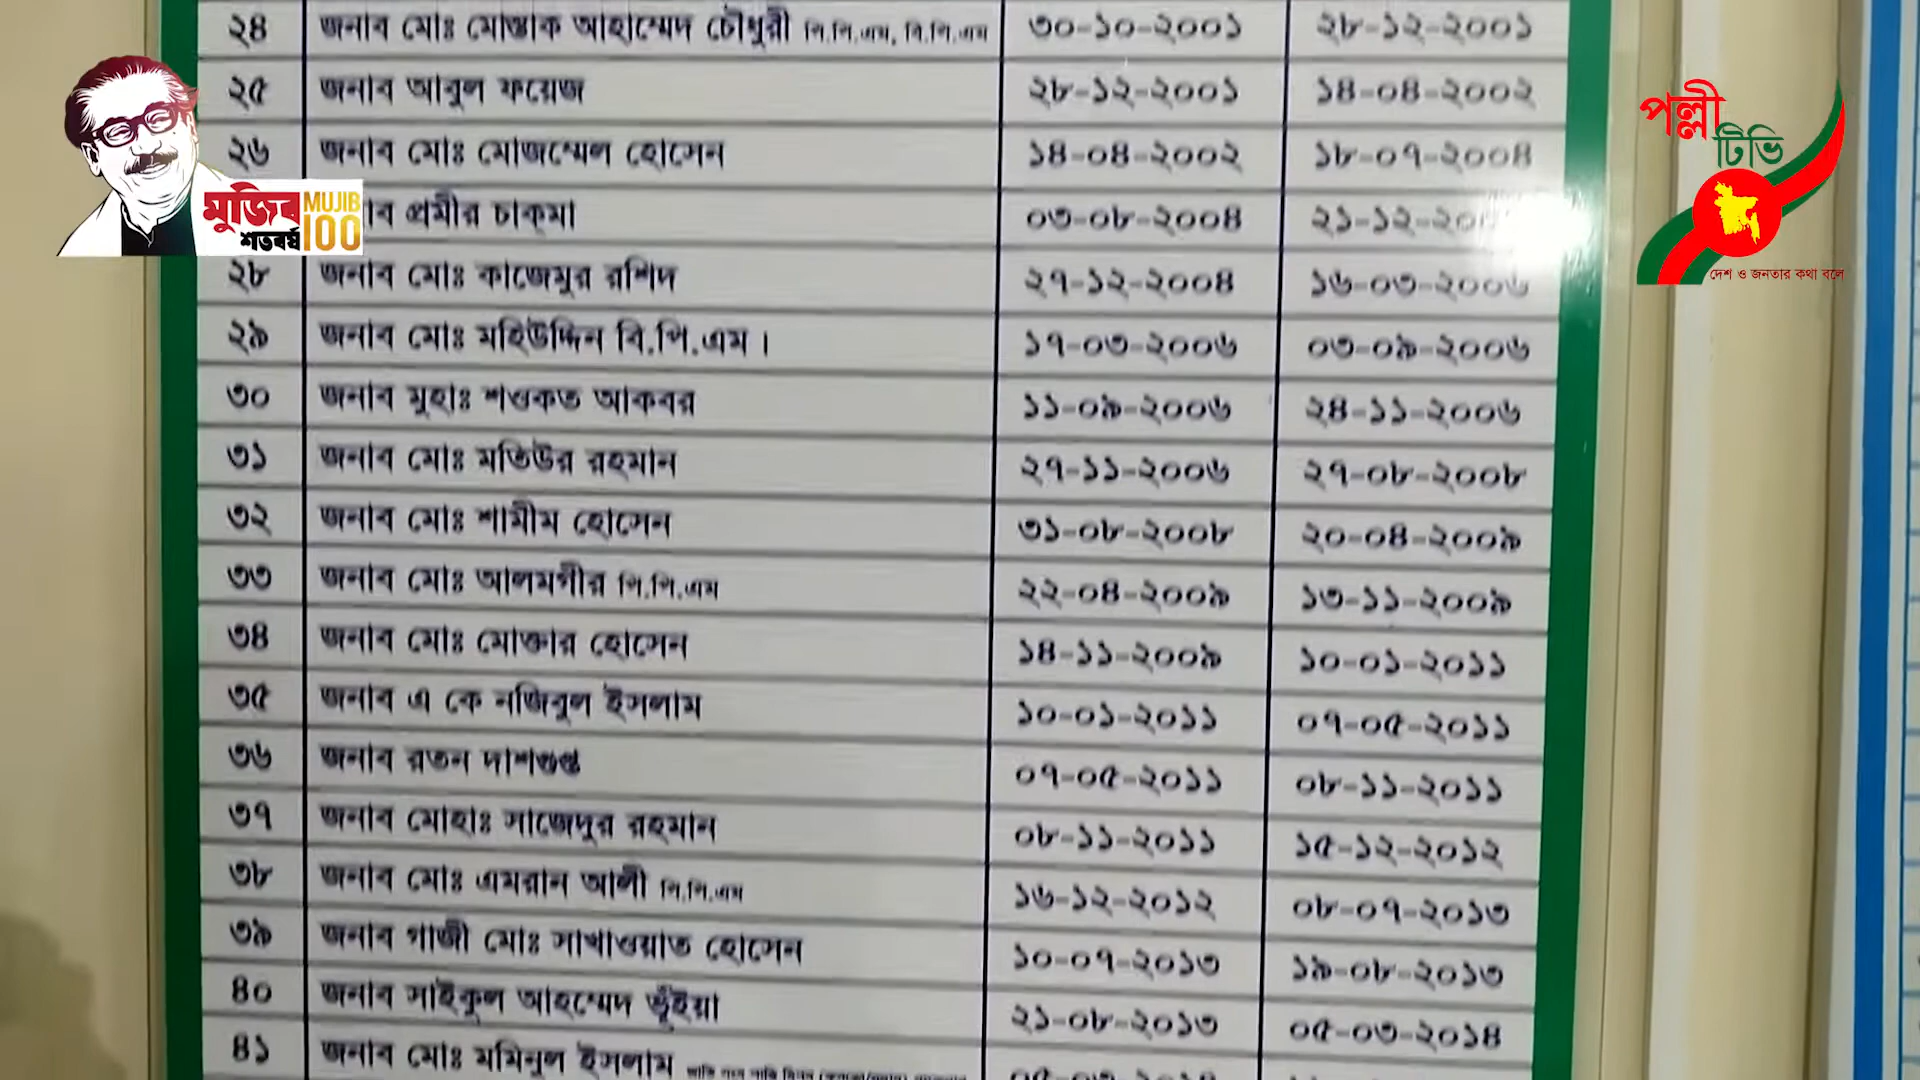 ২৪ জনাব মোঃ মোস্তাক আহাম্মেদ চৌধুরী পি.পি.এম, বি.পি.এম ৩০-১০-২০০১ ২৮-১২-২০০১
২৫ জনাব আবুল ফয়েজ ২৮-১২-২০০১ ১৪-০৪-২০০২
২৬ জনাব মোঃ মোজম্মেল হোসেন ১৪-০৪-২০০২ ১৮-০৭-২০০৪
প্রমীর চাক্‌মা ০৩-০৮-২০০৪ ২১-১২-
২৮ জনাব মোঃ কাজেমুর রশিদ ২৭-১২-২০০৪ ১৬-০৩-২০০৬
২৯ জনাব মোঃ মহিউদ্দিন বি.পি.এম। ১৭-০৩-২০০৬ ০৩-০৯-২০০৬
৩০ জনাব মুহাঃ শওকত আকবর ১১-০৯-২০০৬ ২৪-১১-২০০৬
৩১ জনাব মোঃ মতিউর রহমান ২৭-১১-২০০৬ ২৭-০৮-২০০৮
৩২ জনাব মোঃ শামীম হোসেন ৩১-০৮-২০০৮ ২০-০৪-২০০৯
৩৩ জনাব মোঃ আলমগীর পি.পি.এম ২২-০৪-২০০৯ ১৩-১১-২০০৯
৩৪ জনাব মোঃ মোক্তার হোসেন ১৪-১১-২০০৯ ১০-০১-২০১১
৩৫ জনাব এ কে নজিবুল ইসলাম ১০-০১-২০১১ ০৭-০৫-২০১১
৩৬ জনাব রতন দাশগুপ্ত ০৭-০৫-২০১১ ০৮-১১-২০১১
৩৭ জনাব মোহাঃ সাজেদুর রহমান ০৮-১১-২০১১ ১৫-১২-২০১২
৩৮ জনাব মোঃ এমরান আলী পি.পি.এম ১৬-১২-২০১২ ০৮-০৭-২০১৩
৩৯ জনাব গাজী মোঃ সাখাওয়াত হোসেন ১০-০৭-২০১৩ ১৯-০৮-২০১৩
৪০ জনাব সাইকুল আহম্মেদ ভূঁইয়া ২১-০৮-২০১৩ ০৫-০৩-২০১৪
৪১ জনাব মোঃ মমিনুল ইসলাম ০৫-০৩-২০১৪
মুজিব শতবর্ষ
MUJIB 100
পল্লী
টিভি
দেশ ও জনতার কথা বলে